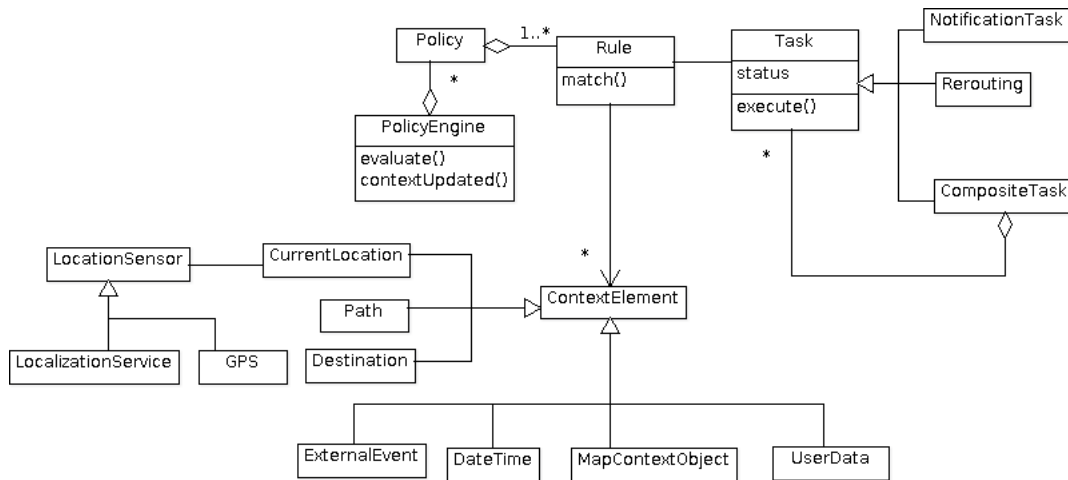 NotificationTask
1..*
Policy
Rule
Task
match()
status
execute()
Rerouting
*
PolicyEngine
evaluate()
contextUpdated()
*
CompositeTask
LocationSensor
CurrentLocation
*
ContextElement
Path
LocalizationService
GPS
Destination
ExternalEvent
DateTime
MapContextObject
UserData